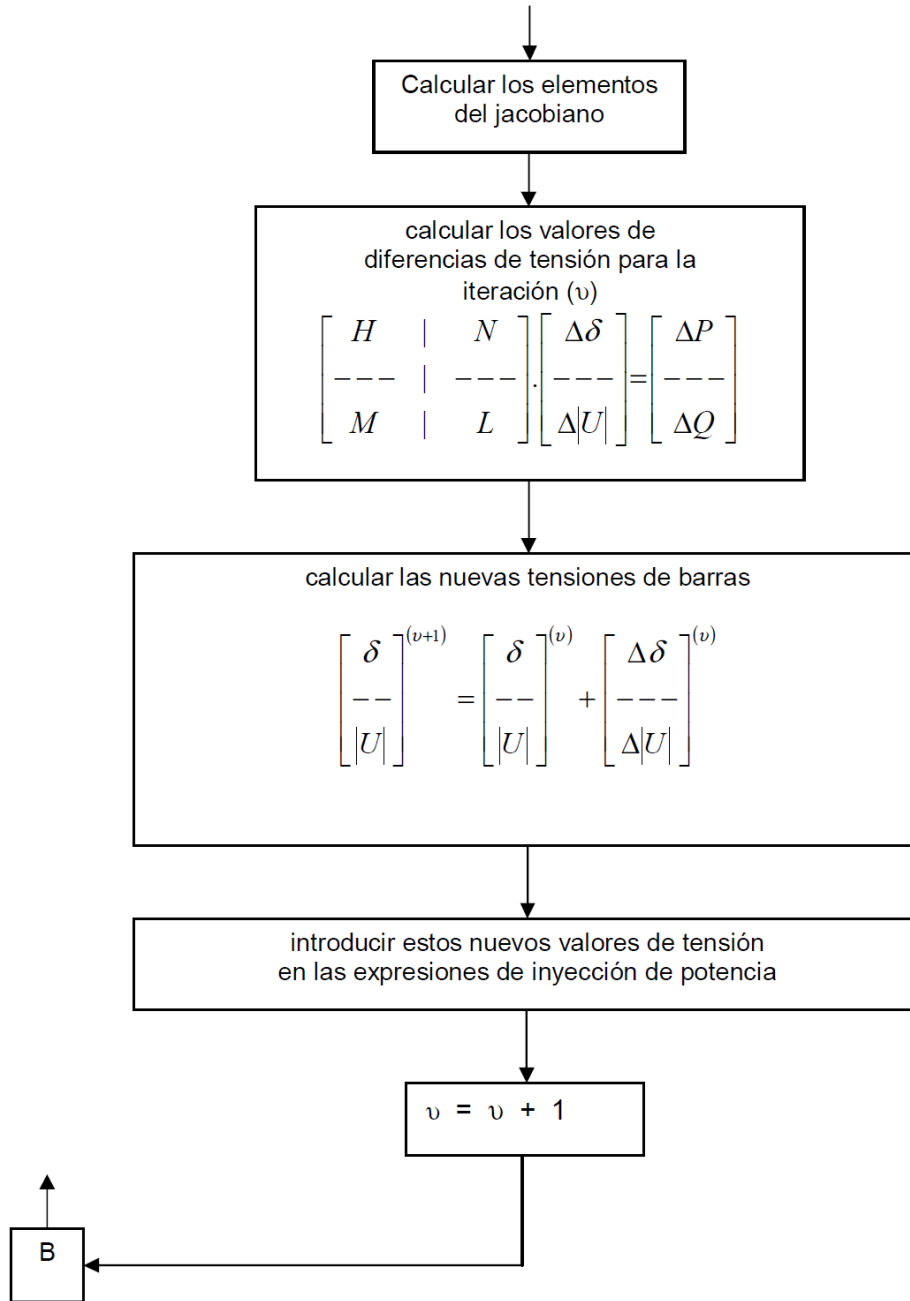 Calcular los elementos
del jacobiano
calcular los valores de
diferencias de tensión para la
iteración (υ)
[ H | N ] [ Δδ ] [ ΔP ]
[ --- | --- ] . [ --- ] = [ --- ]
[ M | L ] [ Δ|U| ] [ ΔQ ]
calcular las nuevas tensiones de barras
[ δ ] (υ+1) [ δ ] (υ) [ Δδ ] (υ)
[ -- ] = [ -- ] + [ --- ]
[ |U| ] [ |U| ] [ Δ|U| ]
introducir estos nuevos valores de tensión
en las expresiones de inyección de potencia
υ = υ + 1
B